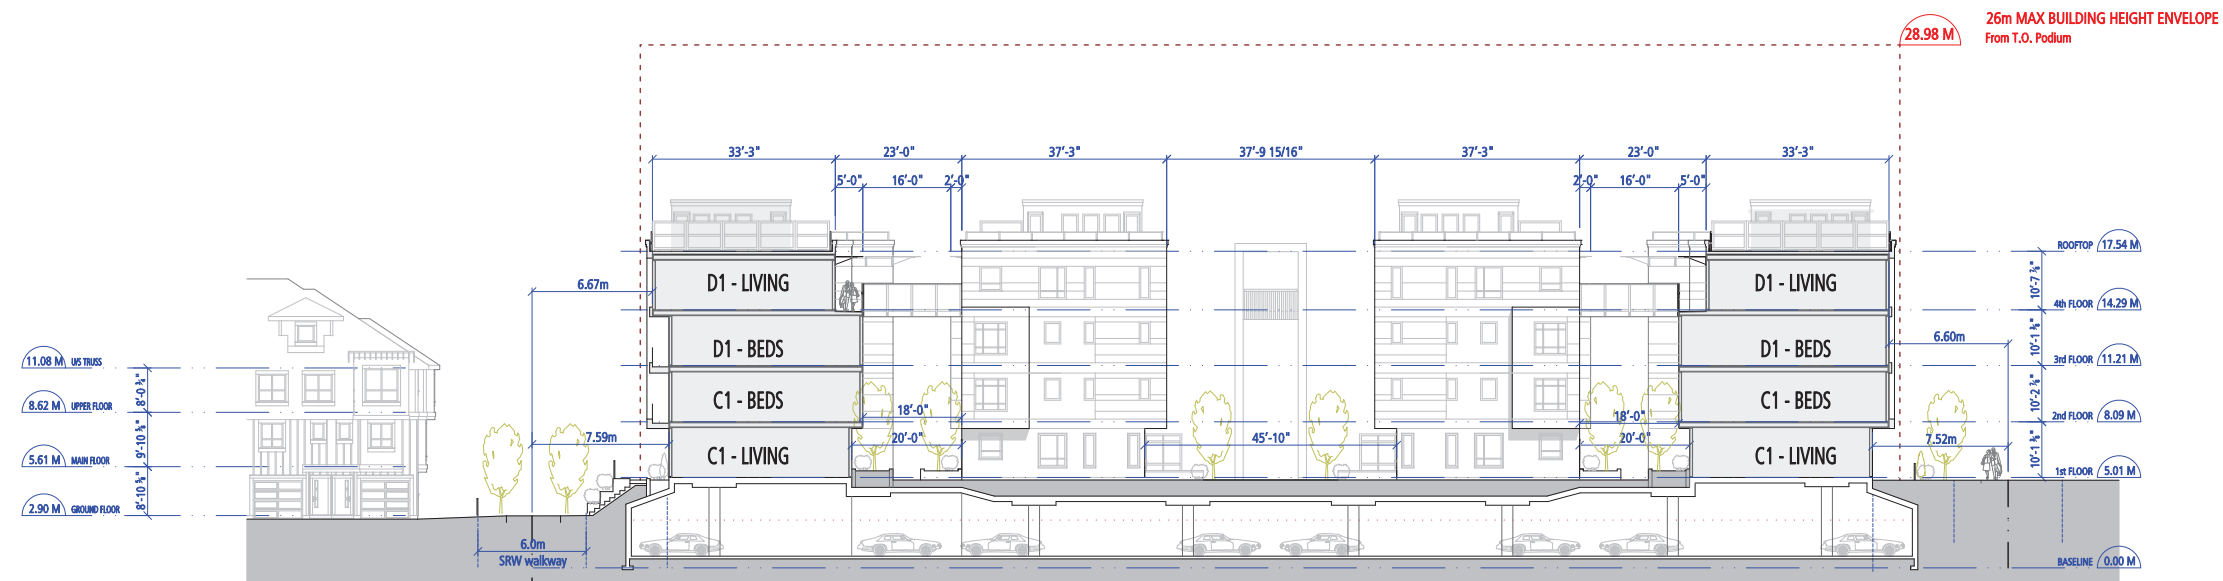 26m MAX BUILDING HEIGHT ENVELOPE
28.98 M
From T.O. Podium
33'-3"
23'-0"
37'-3"
37'-9 15/16"
37'-3"
23'-0"
33'-3"
5'-0"
16'-0"
2'-0"
2'-0"
16'-0"
5'-0"
ROOFTOP 17.54 M
10'-7 7/8"
6.67m
D1 - LIVING
D1 - LIVING
4th FLOOR 14.29 M
6.60m
D1 - BEDS
D1 - BEDS
3rd FLOOR 11.21 M
11.08 M U/S TRUSS
C1 - BEDS
C1 - BEDS
8.62 M UPPER FLOOR
18'-0"
18'-0"
2nd FLOOR 8.09 M
7.59m
20'-0"
45'-10"
20'-0"
7.52m
C1 - LIVING
C1 - LIVING
5.61 M MAIN FLOOR
1st FLOOR 5.01 M
2.90 M GROUND FLOOR
6.0m
SRW walkway
BASELINE 0.00 M